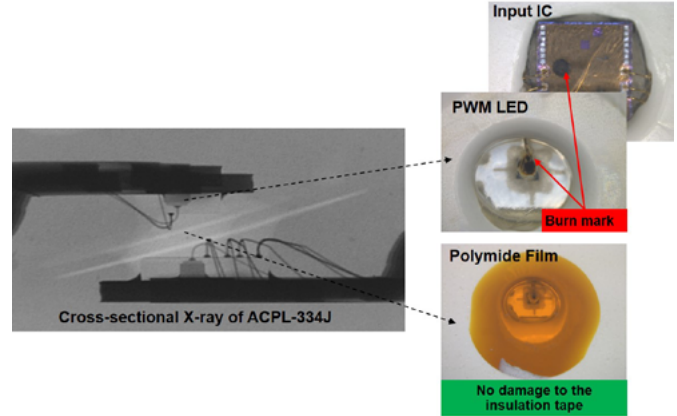 Input IC
PWM LED
Burn mark
Polymide Film
Cross-sectional X-ray of ACPL-334J
No damage to the
insulation tape